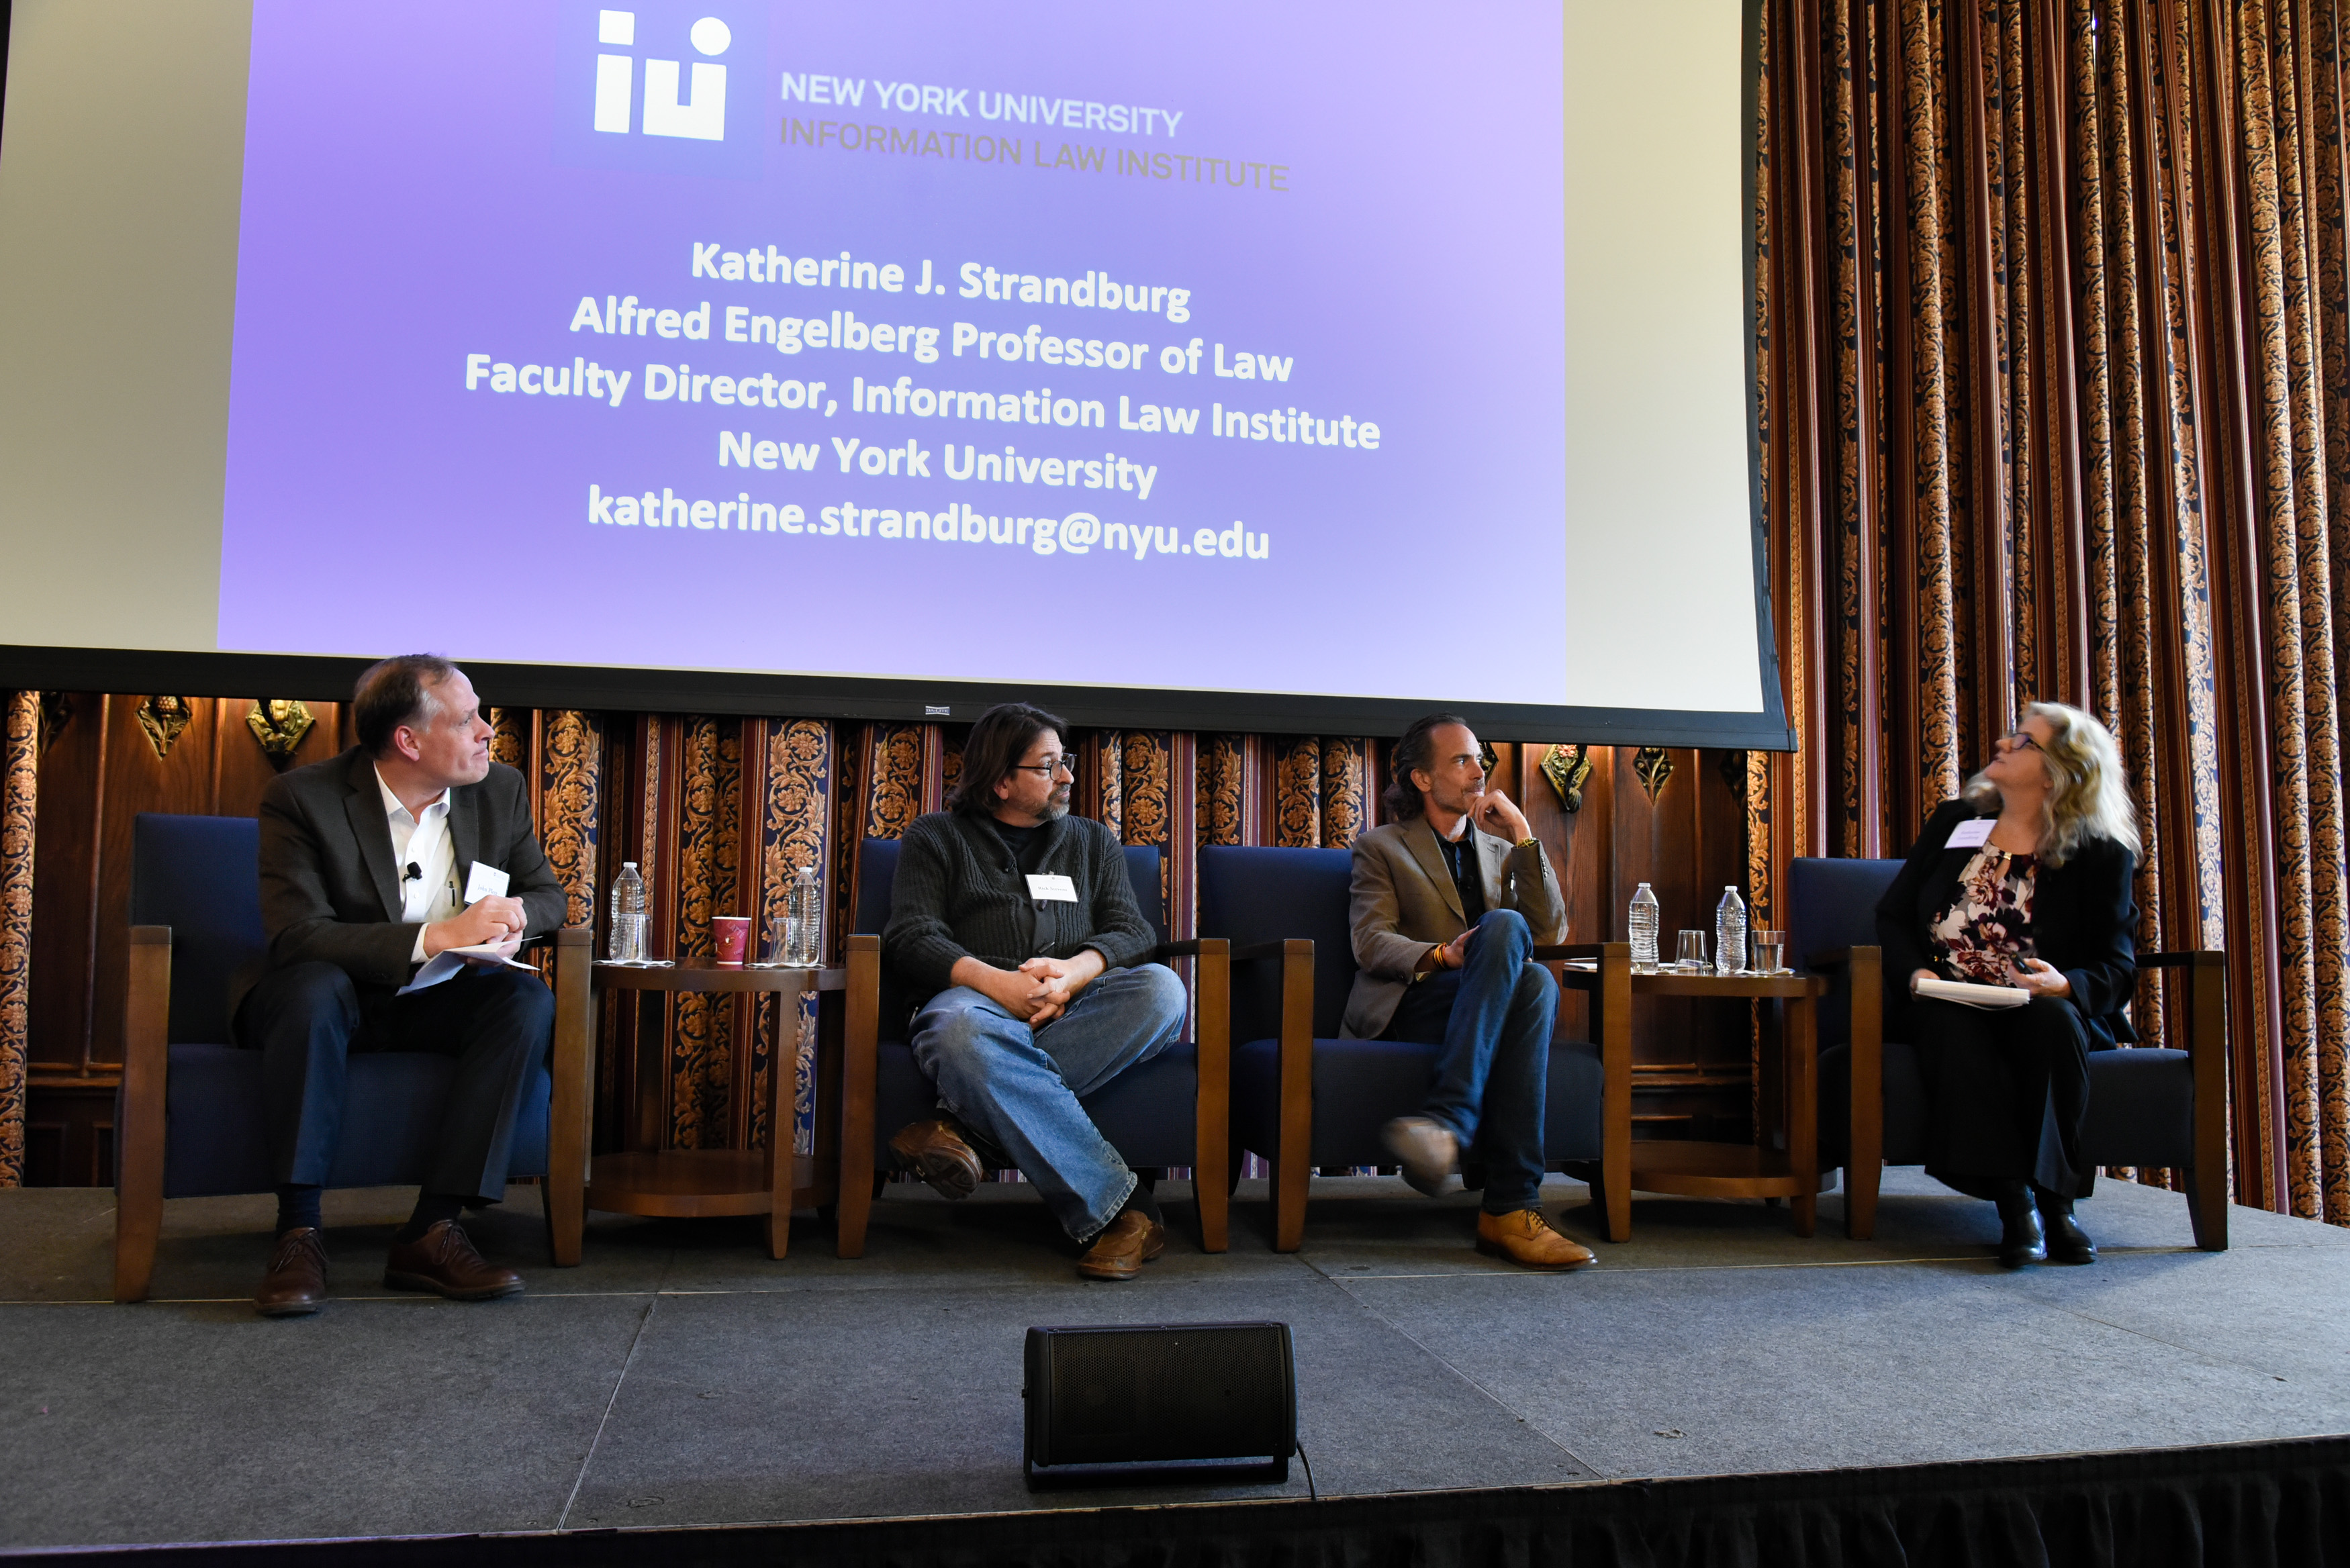 NEW YORK UNIVERSITY
INFORMATION LAW INSTITUTE
Katherine J. Strandburg
Alfred Engelberg Professor of Law
Faculty Director, Information Law Institute
New York University
katherine.strandburg@nyu.edu